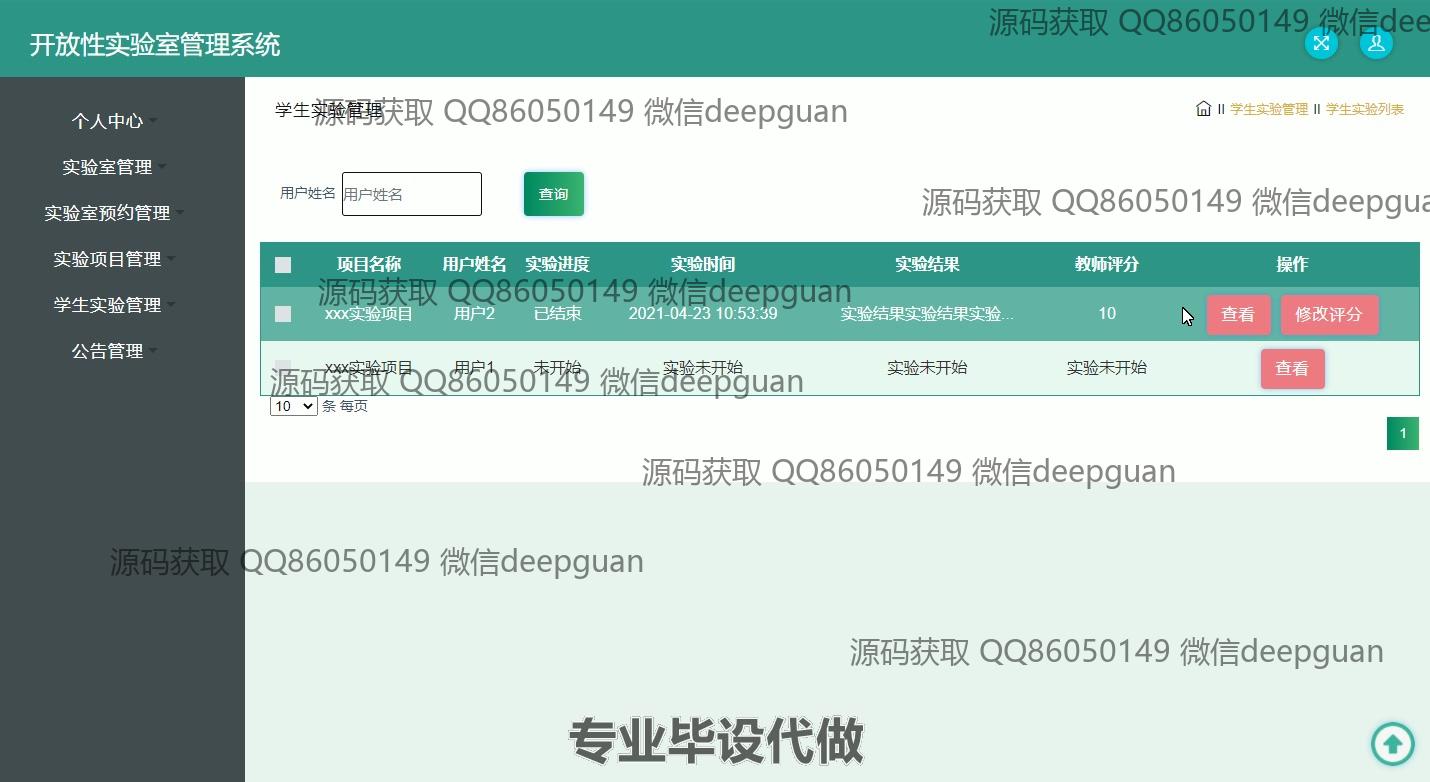 源码获取 QQ86050149 微信dee
开放性实验室管理系统
个人中心
实验室管理
实验室预约管理
实验项目管理
学生实验管理
公告管理
学生实验管理
源码获取 QQ86050149 微信deepguan
学生实验管理 学生实验列表
用户姓名 用户姓名 查询
源码获取 QQ86050149 微信deepgua
项目名称 用户姓名 实验进度 实验时间 实验结果 教师评分 操作
源码获取 QQ86050149 微信deepguan
xxx实验项目 用户2 已结束 2021-04-23 10:53:39 实验结果实验结果实验... 10 查看 修改评分
xxx实验项目 用户1 未开始 实验未开始 实验未开始 实验未开始 查看
源码获取 QQ86050149 微信deepguan
10 条 每页
1
源码获取 QQ86050149 微信deepguan
源码获取 QQ86050149 微信deepguan
源码获取 QQ86050149 微信deepguan
专业毕设代做